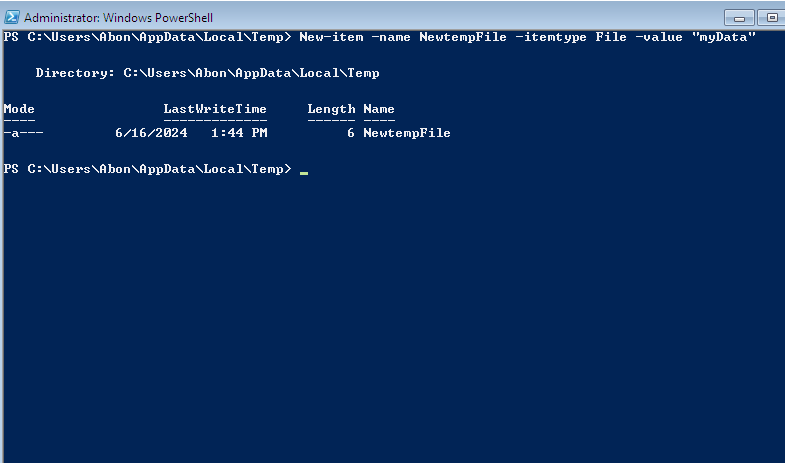 Administrator: Windows PowerShell
PS C:\Users\Abon\AppData\Local\Temp> New-item -name NewtempFile -itemtype File -value "myData"
Directory: C:\Users\Abon\AppData\Local\Temp
Mode                LastWriteTime     Length Name
----                -------------     ------ ----
-a---         6/16/2024   1:44 PM          6 NewtempFile
PS C:\Users\Abon\AppData\Local\Temp> _